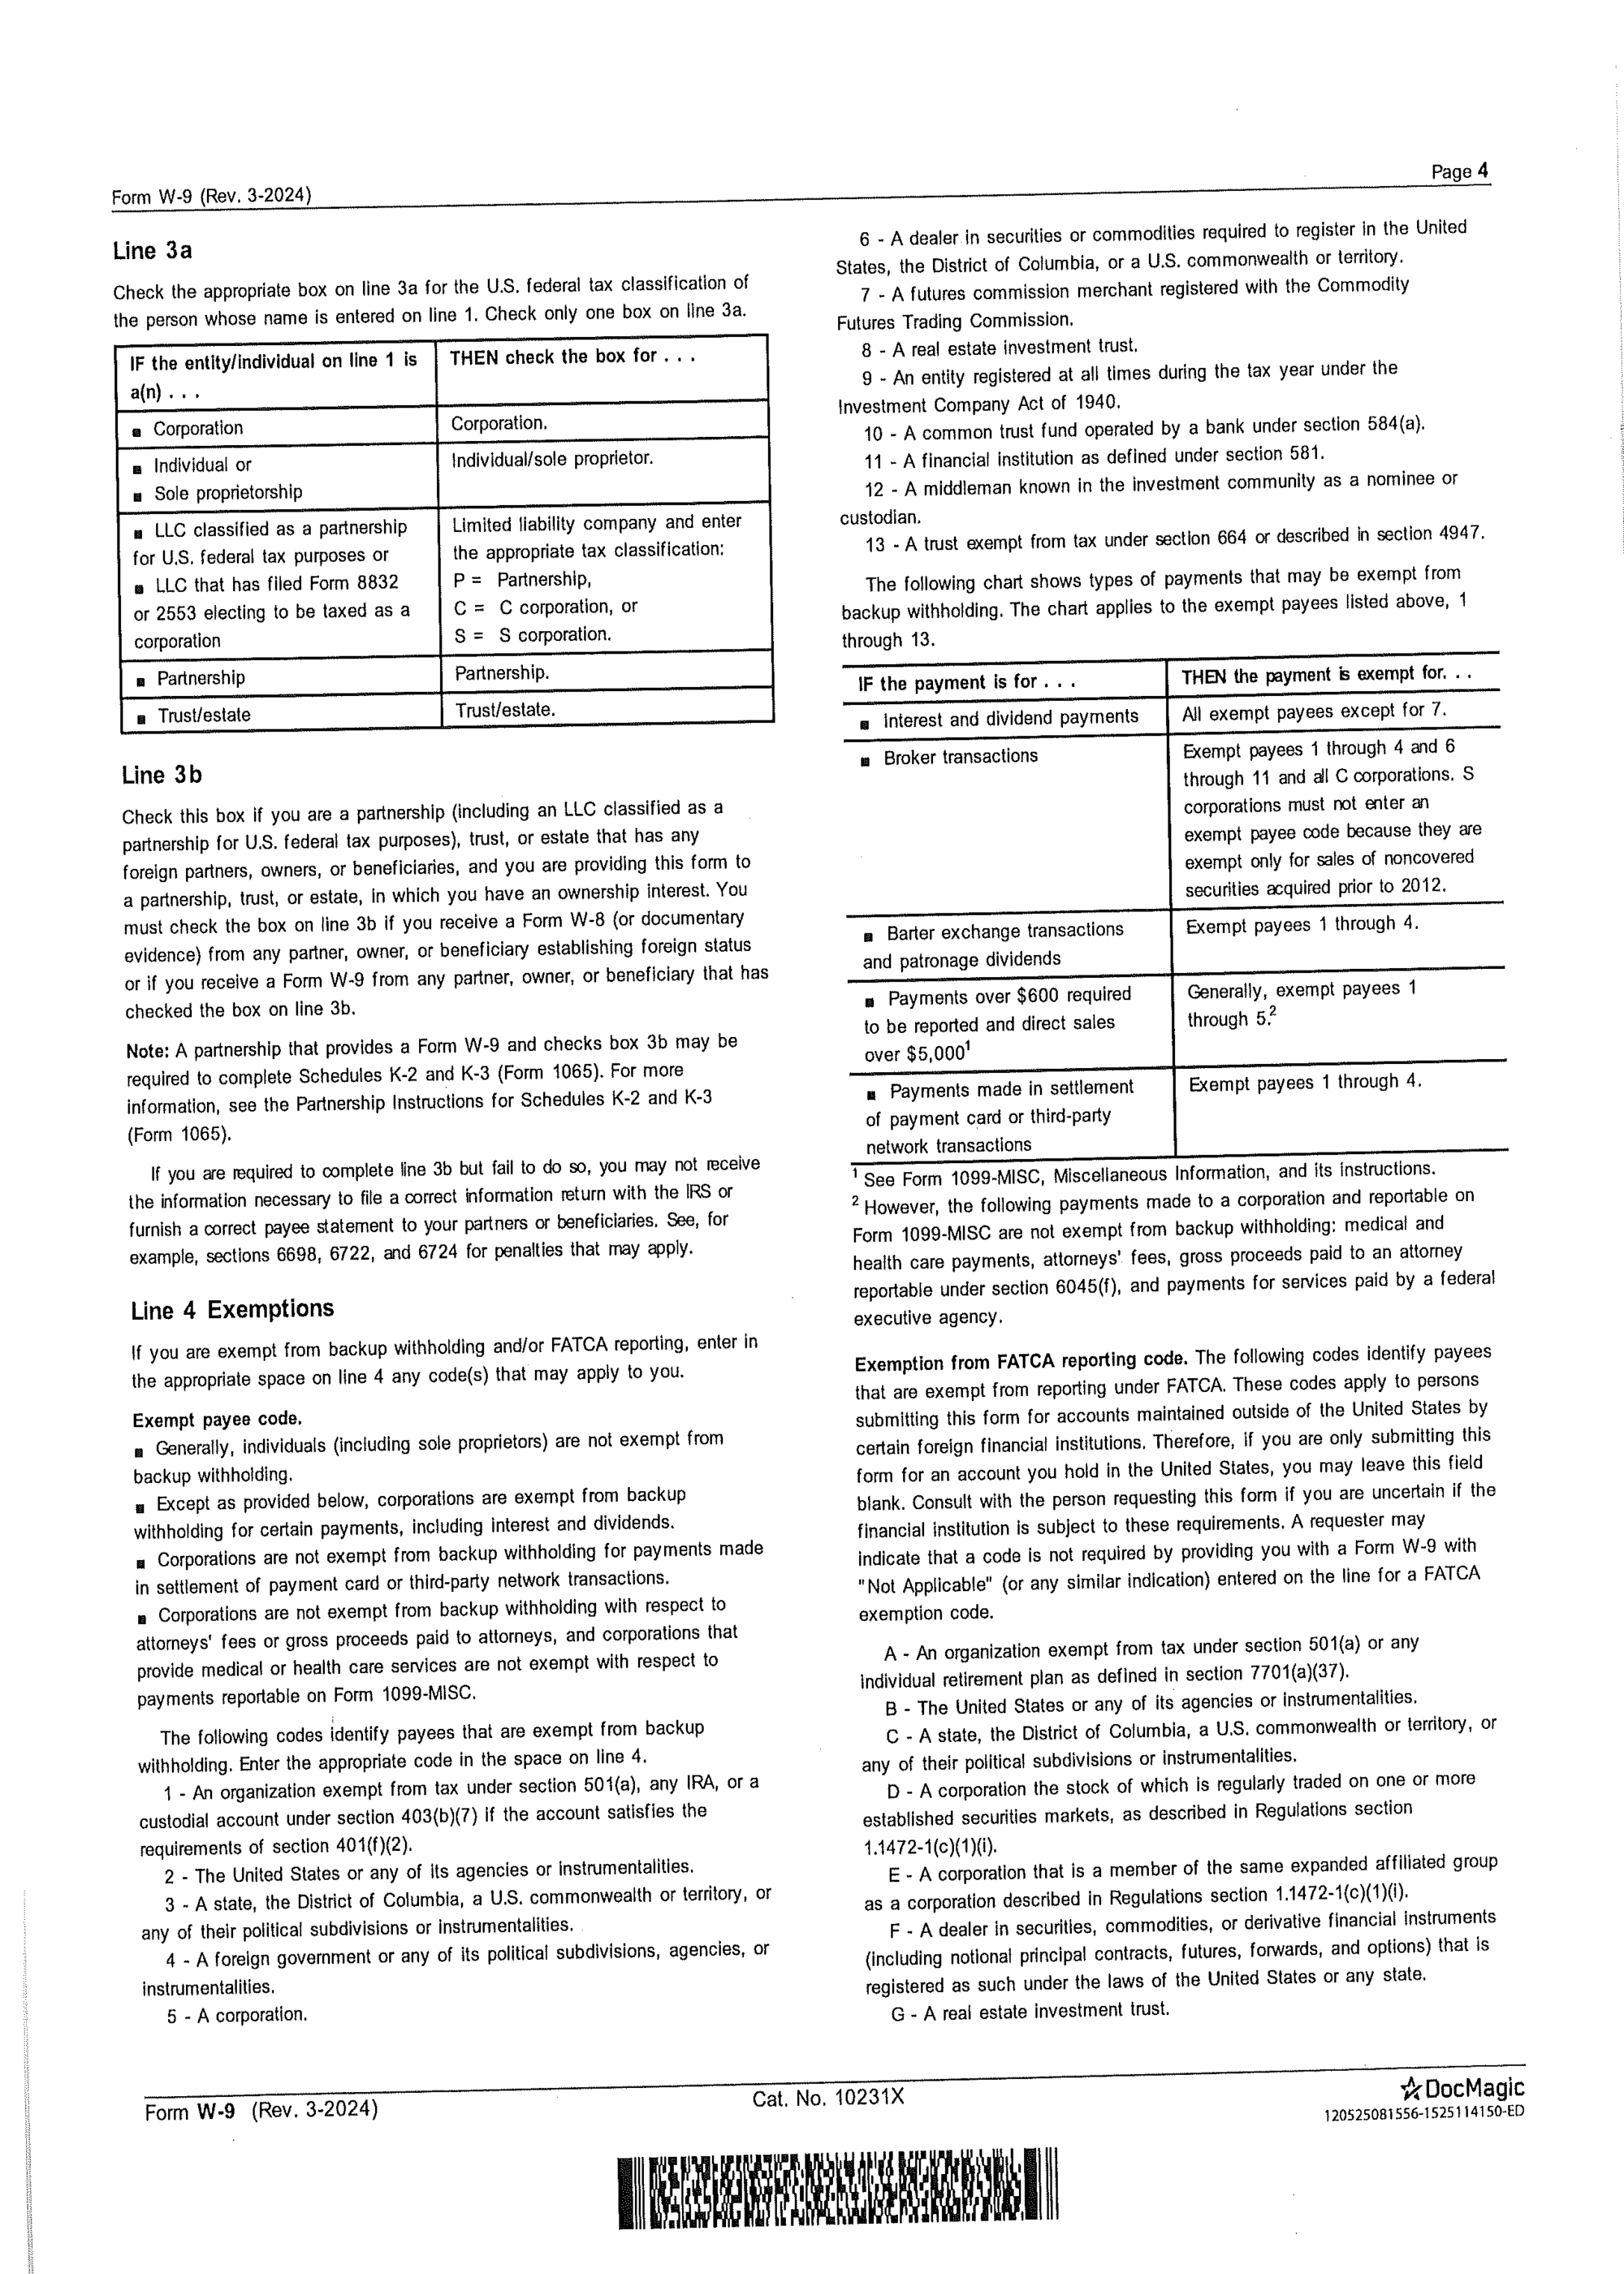 Form W-9 (Rev. 3-2024)
Page 4
Line 3a
Check the appropriate box on line 3a for the U.S. federal tax classification of
the person whose name is entered on line 1. Check only one box on line 3a.
IF the entity/individual on line 1 is
a(n) . . .
THEN check the box for . . .
■ Corporation
Corporation.
■ Individual or
■ Sole proprietorship
Individual/sole proprietor.
■ LLC classified as a partnership
for U.S. federal tax purposes or
■ LLC that has filed Form 8832
or 2553 electing to be taxed as a
corporation
Limited liability company and enter
the appropriate tax classification:
P = Partnership,
C = C corporation, or
S = S corporation.
■ Partnership
Partnership.
■ Trust/estate
Trust/estate.
Line 3b
Check this box if you are a partnership (including an LLC classified as a
partnership for U.S. federal tax purposes), trust, or estate that has any
foreign partners, owners, or beneficiaries, and you are providing this form to
a partnership, trust, or estate, in which you have an ownership interest. You
must check the box on line 3b if you receive a Form W-8 (or documentary
evidence) from any partner, owner, or beneficiary establishing foreign status
or if you receive a Form W-9 from any partner, owner, or beneficiary that has
checked the box on line 3b.
Note: A partnership that provides a Form W-9 and checks box 3b may be
required to complete Schedules K-2 and K-3 (Form 1065). For more
information, see the Partnership Instructions for Schedules K-2 and K-3
(Form 1065).
If you are required to complete line 3b but fail to do so, you may not receive
the information necessary to file a correct information return with the IRS or
furnish a correct payee statement to your partners or beneficiaries. See, for
example, sections 6698, 6722, and 6724 for penalties that may apply.
Line 4 Exemptions
If you are exempt from backup withholding and/or FATCA reporting, enter in
the appropriate space on line 4 any code(s) that may apply to you.
Exempt payee code.
■ Generally, individuals (including sole proprietors) are not exempt from
backup withholding.
■ Except as provided below, corporations are exempt from backup
withholding for certain payments, including interest and dividends.
■ Corporations are not exempt from backup withholding for payments made
in settlement of payment card or third-party network transactions.
■ Corporations are not exempt from backup withholding with respect to
attorneys' fees or gross proceeds paid to attorneys, and corporations that
provide medical or health care services are not exempt with respect to
payments reportable on Form 1099-MISC.
The following codes identify payees that are exempt from backup
withholding. Enter the appropriate code in the space on line 4.
1 - An organization exempt from tax under section 501(a), any IRA, or a
custodial account under section 403(b)(7) if the account satisfies the
requirements of section 401(f)(2).
2 - The United States or any of its agencies or instrumentalities.
3 - A state, the District of Columbia, a U.S. commonwealth or territory, or
any of their political subdivisions or instrumentalities.
4 - A foreign government or any of its political subdivisions, agencies, or
instrumentalities.
5 - A corporation.
6 - A dealer in securities or commodities required to register in the United
States, the District of Columbia, or a U.S. commonwealth or territory.
7 - A futures commission merchant registered with the Commodity
Futures Trading Commission.
8 - A real estate investment trust.
9 - An entity registered at all times during the tax year under the
Investment Company Act of 1940.
10 - A common trust fund operated by a bank under section 584(a).
11 - A financial institution as defined under section 581.
12 - A middleman known in the investment community as a nominee or
custodian.
13 - A trust exempt from tax under section 664 or described in section 4947.
The following chart shows types of payments that may be exempt from
backup withholding. The chart applies to the exempt payees listed above, 1
through 13.
IF the payment is for . . .
THEN the payment is exempt for. . .
■ Interest and dividend payments
All exempt payees except for 7.
■ Broker transactions
Exempt payees 1 through 4 and 6
through 11 and all C corporations. S
corporations must not enter an
exempt payee code because they are
exempt only for sales of noncovered
securities acquired prior to 2012.
■ Barter exchange transactions
and patronage dividends
Exempt payees 1 through 4.
■ Payments over $600 required
to be reported and direct sales
over $5,000¹
Generally, exempt payees 1
through 5.²
■ Payments made in settlement
of payment card or third-party
network transactions
Exempt payees 1 through 4.
¹ See Form 1099-MISC, Miscellaneous Information, and its instructions.
² However, the following payments made to a corporation and reportable on
Form 1099-MISC are not exempt from backup withholding: medical and
health care payments, attorneys' fees, gross proceeds paid to an attorney
reportable under section 6045(f), and payments for services paid by a federal
executive agency.
Exemption from FATCA reporting code. The following codes identify payees
that are exempt from reporting under FATCA. These codes apply to persons
submitting this form for accounts maintained outside of the United States by
certain foreign financial institutions. Therefore, if you are only submitting this
form for an account you hold in the United States, you may leave this field
blank. Consult with the person requesting this form if you are uncertain if the
financial institution is subject to these requirements. A requester may
indicate that a code is not required by providing you with a Form W-9 with
"Not Applicable" (or any similar indication) entered on the line for a FATCA
exemption code.
A - An organization exempt from tax under section 501(a) or any
individual retirement plan as defined in section 7701(a)(37).
B - The United States or any of its agencies or instrumentalities.
C - A state, the District of Columbia, a U.S. commonwealth or territory, or
any of their political subdivisions or instrumentalities.
D - A corporation the stock of which is regularly traded on one or more
established securities markets, as described in Regulations section
1.1472-1(c)(1)(i).
E - A corporation that is a member of the same expanded affiliated group
as a corporation described in Regulations section 1.1472-1(c)(1)(i).
F - A dealer in securities, commodities, or derivative financial instruments
(including notional principal contracts, futures, forwards, and options) that is
registered as such under the laws of the United States or any state.
G - A real estate investment trust.
Form W-9 (Rev. 3-2024)
Cat. No. 10231X
DocMagic
120525081556-1525114150-ED